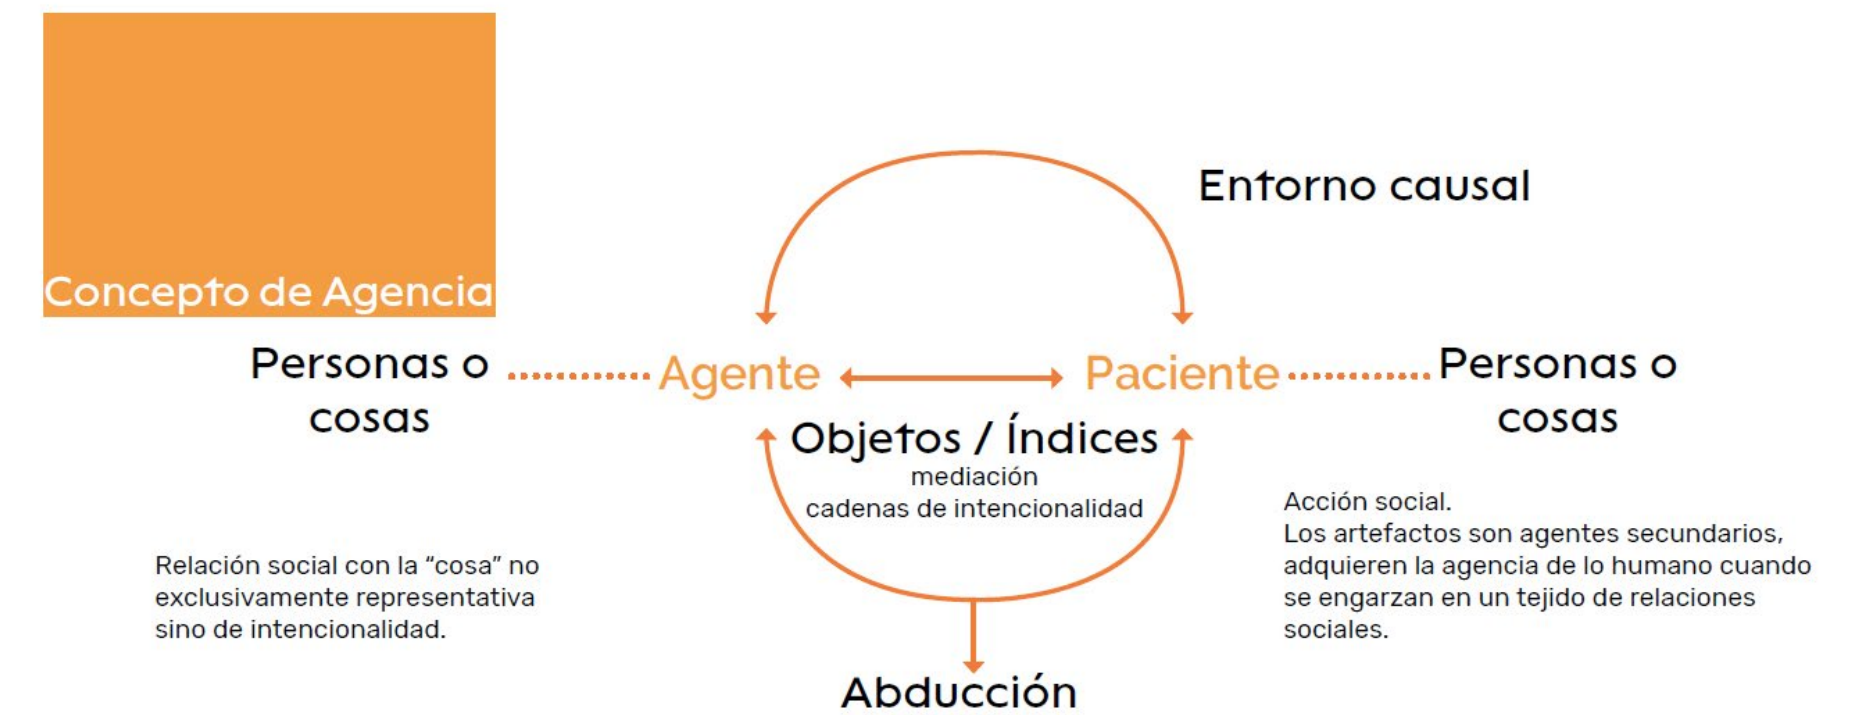 Concepto de Agencia
Entorno causal
Personas o
cosas
Agente
Paciente
Personas o
cosas
Objetos / Índices
mediación
cadenas de intencionalidad
Relación social con la “cosa” no
exclusivamente representativa
sino de intencionalidad.
Acción social.
Los artefactos son agentes secundarios,
adquieren la agencia de lo humano cuando
se engarzan en un tejido de relaciones
sociales.
Abducción